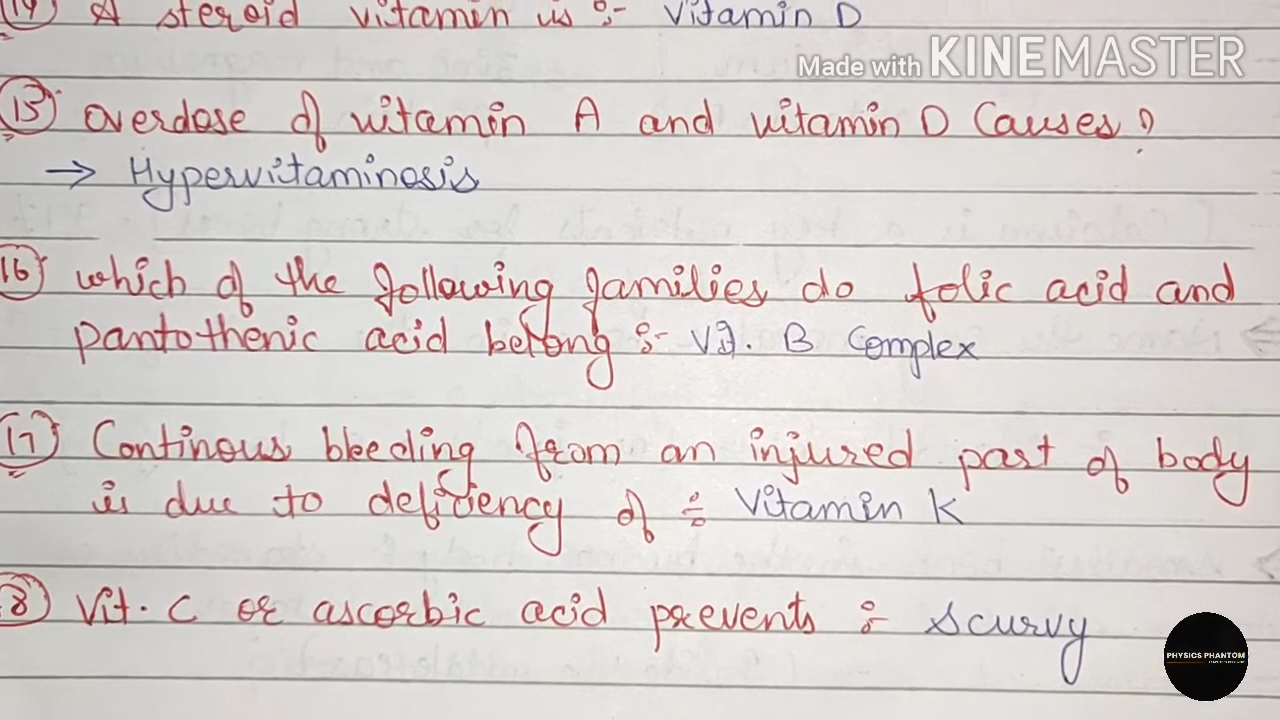 14) A steroid vitamin is :- Vitamin D
Made with KINEMASTER
15) Overdose of vitamin A and vitamin D Causes?
→ Hypervitaminosis
16) which of the following families do folic acid and
pantothenic acid belong :- Vit. B Complex
17) Continous bleeding from an injured part of body
is due to deficiency of ÷ Vitamin K
8) Vit. C or ascorbic acid prevents :- Scurvy
PHYSICS PHANTOM